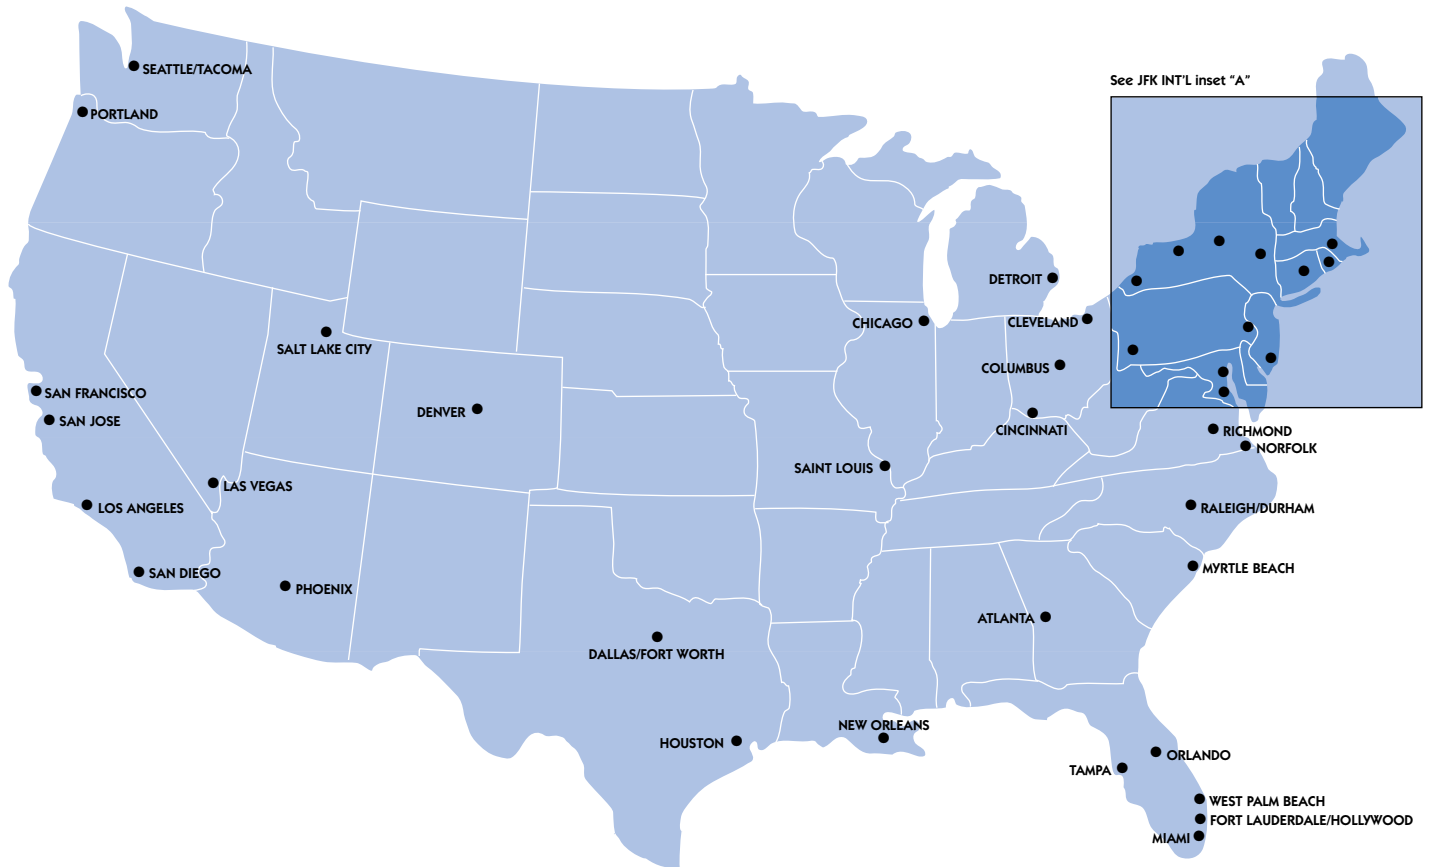 SEATTLE/TACOMA
See JFK INT'L inset “A”
PORTLAND
DETROIT
CHICAGO
CLEVELAND
SALT LAKE CITY
COLUMBUS
SAN FRANCISCO
DENVER
SAN JOSE
CINCINNATI
RICHMOND
NORFOLK
SAINT LOUIS
LAS VEGAS
LOS ANGELES
RALEIGH/DURHAM
MYRTLE BEACH
SAN DIEGO
PHOENIX
ATLANTA
DALLAS/FORT WORTH
NEW ORLEANS
HOUSTON
ORLANDO
TAMPA
WEST PALM BEACH
FORT LAUDERDALE/HOLLYWOOD
MIAMI